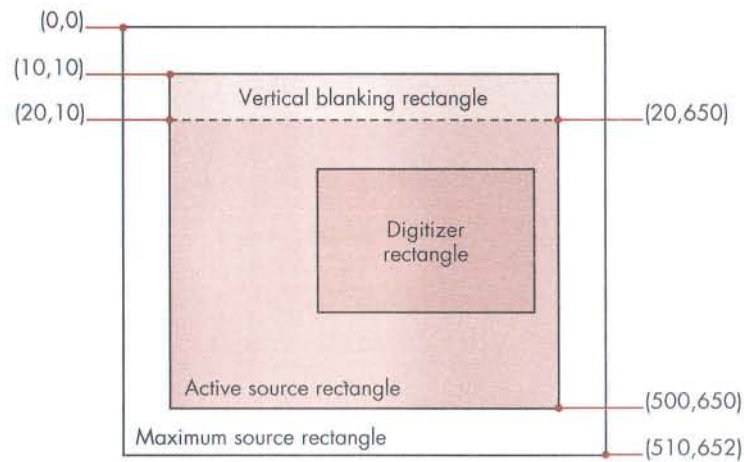 (0,0)
(10,10)
Vertical blanking rectangle
(20,10)
(20,650)
Digitizer
rectangle
Active source rectangle
(500,650)
Maximum source rectangle
(510,652)